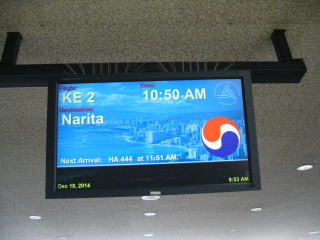 Flight: Time:
KE 2 10:50 AM
Destination:
Narita
Next Arrival: HA 444 at 11:51 AM.
Dec 18, 2014 9:53 AM